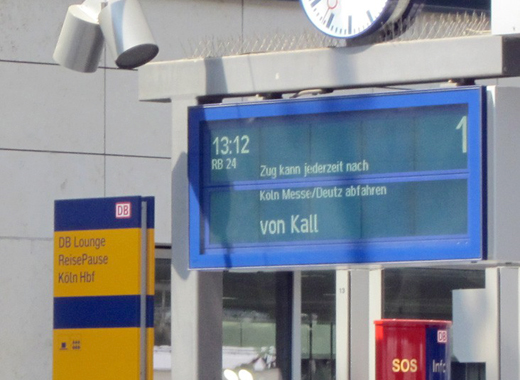 13:12
1
RB 24
Zug kann jederzeit nach
Köln Messe/Deutz abfahren
von Kall
DB
DB Lounge
ReisePause
Köln Hbf
DB
SOS
Info